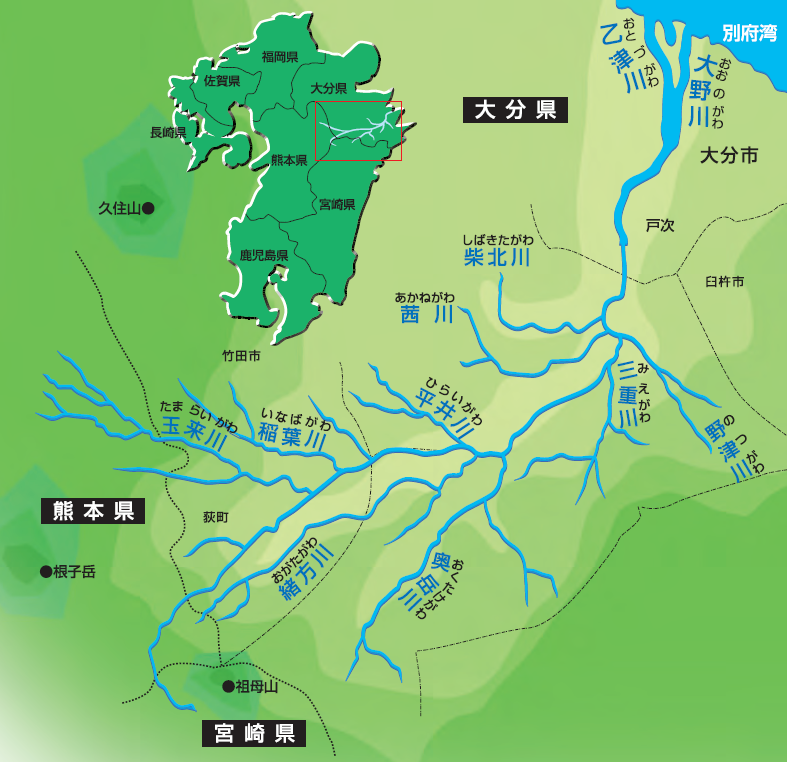 別府湾
おとづがわ
乙津川
おおのがわ
大野川
大分市
福岡県
佐賀県
大分県
長崎県
熊本県
宮崎県
鹿児島県
大分県
久住山
戸次
臼杵市
しばきたがわ
柴北川
あかねがわ
茜川
竹田市
みえがわ
三重川
のつがわ
野津川
ひらいがわ
平井川
いなばがわ
稲葉川
たまらいがわ
玉来川
熊本県
荻町
根子岳
おがたがわ
緒方川
おくだけがわ
奥岳川
祖母山
宮崎県